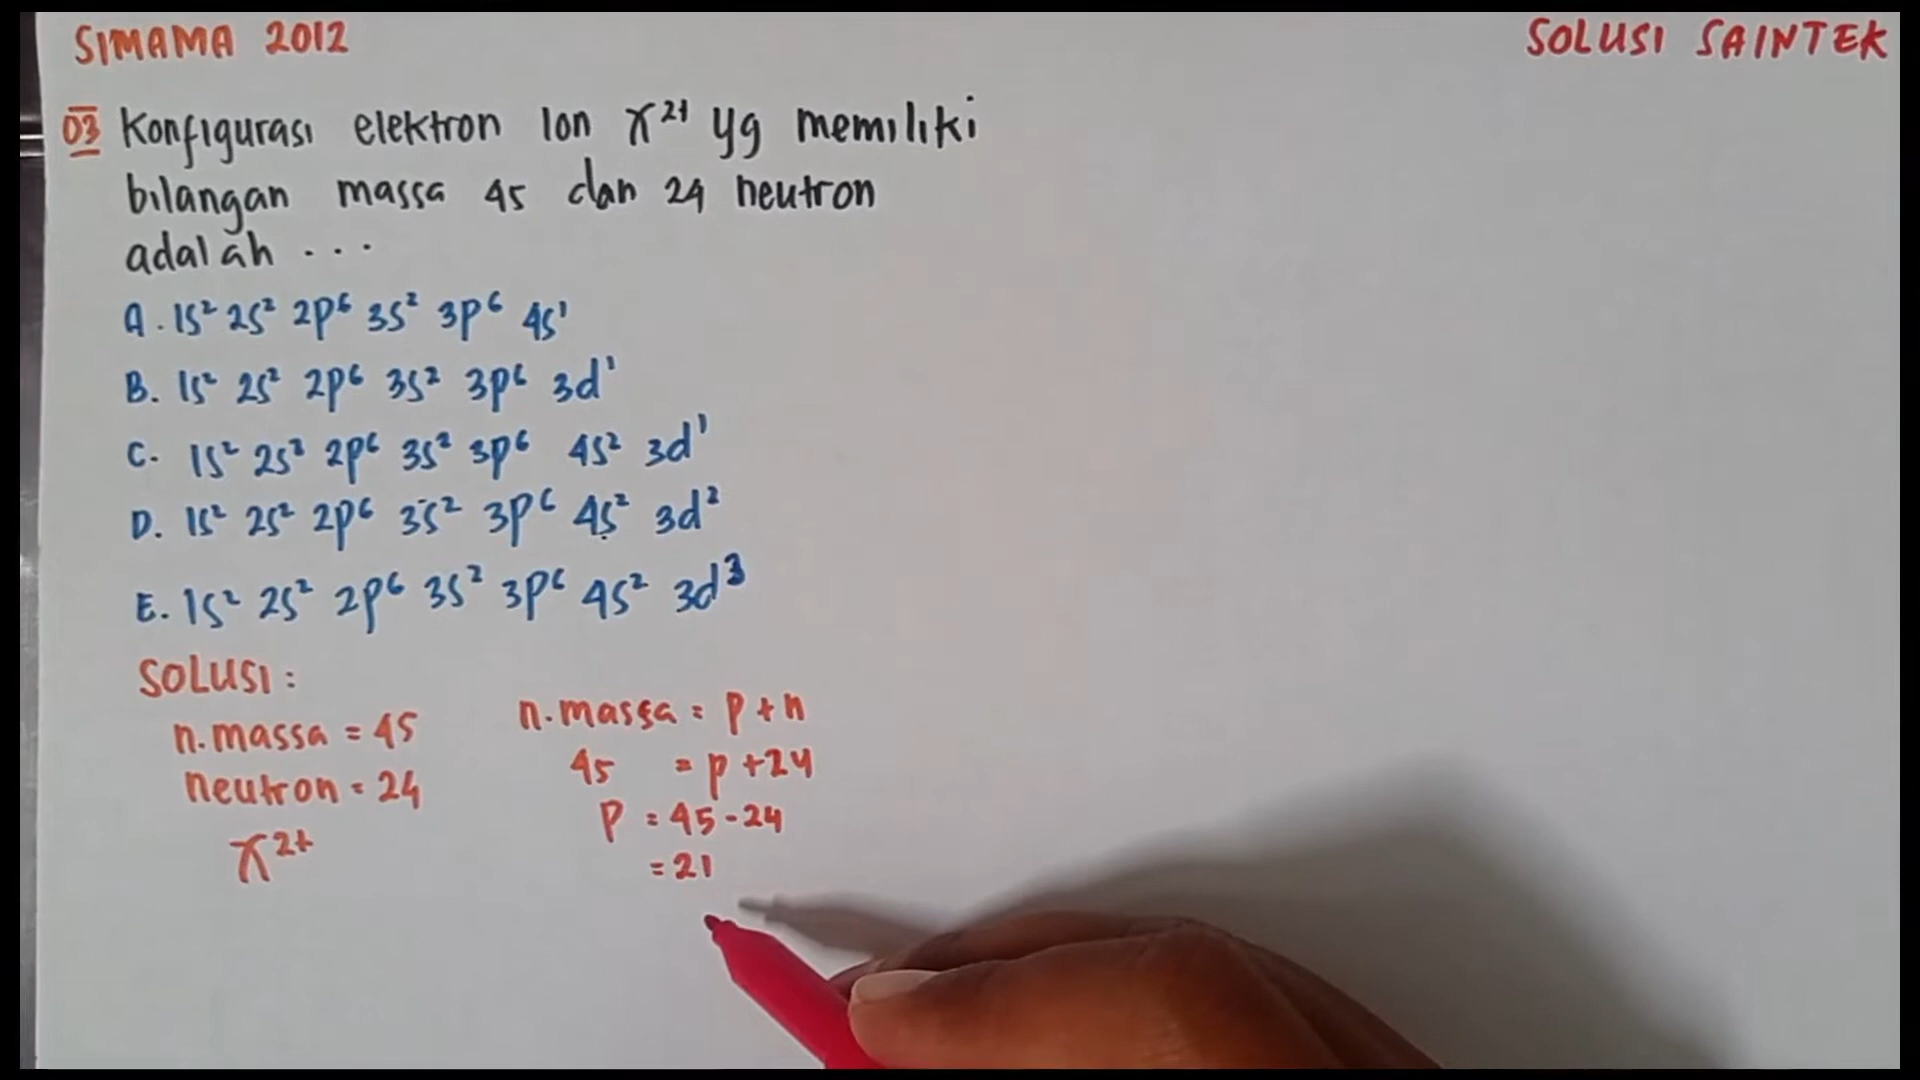 SIMAMA 2012
SOLUSI SAINTEK
03 Konfigurasi elektron Ion X²⁺ yg memiliki
bilangan massa 45 dan 24 neutron
adalah ...
A. 1s² 2s² 2p⁶ 3s² 3p⁶ 4s¹
B. 1s² 2s² 2p⁶ 3s² 3p⁶ 3d¹
C. 1s² 2s² 2p⁶ 3s² 3p⁶ 4s² 3d¹
D. 1s² 2s² 2p⁶ 3s² 3p⁶ 4s² 3d²
E. 1s² 2s² 2p⁶ 3s² 3p⁶ 4s² 3d³
SOLUSI :
n.massa = 45
neutron = 24
X²⁺
n.massa = p + n
45 = p + 24
P = 45 - 24
= 21